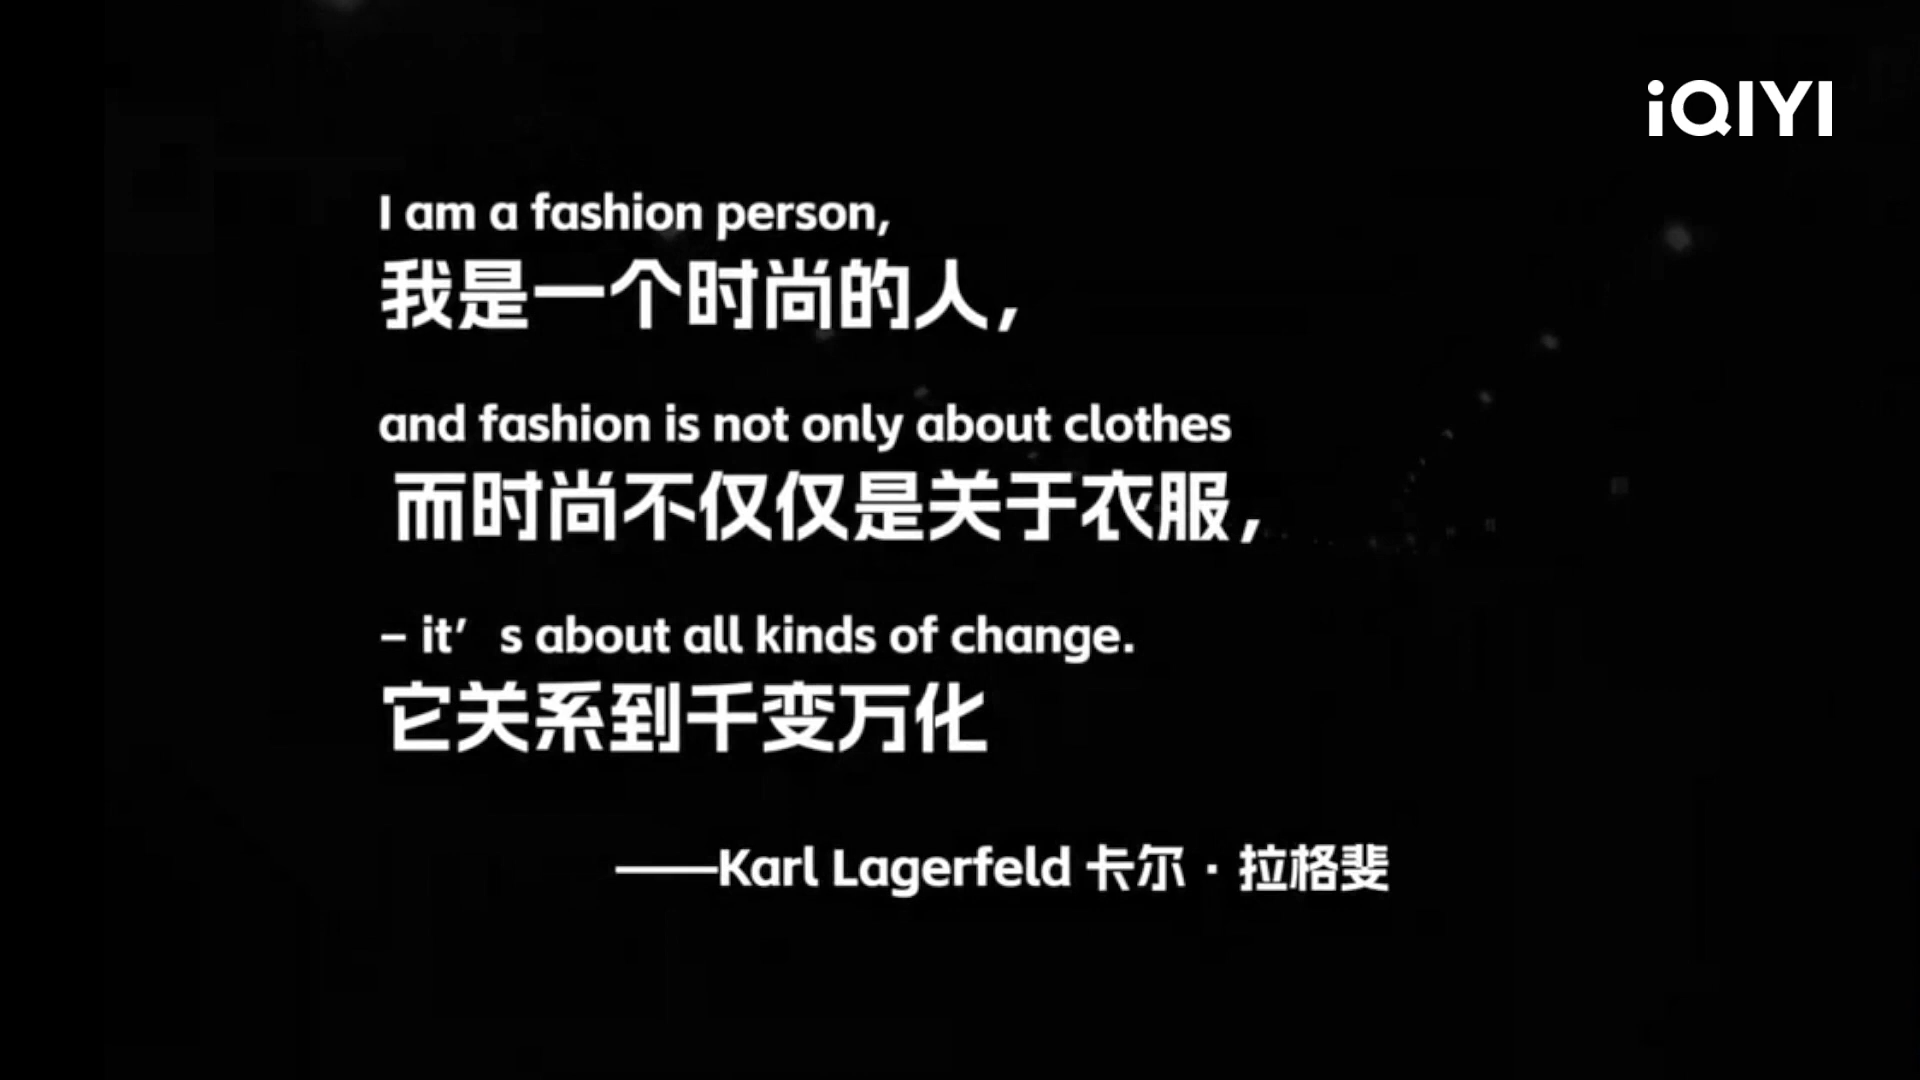 iQIYI
I am a fashion person,
我是一个时尚的人，
and fashion is not only about clothes
而时尚不仅仅是关于衣服，
– it’ s about all kinds of change.
它关系到千变万化
——Karl Lagerfeld 卡尔·拉格斐